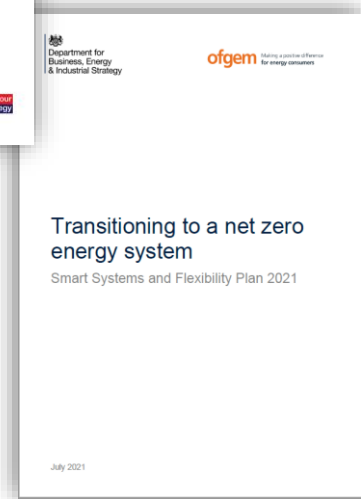 Department for
Business, Energy
& Industrial Strategy
ofgem
Making a positive difference
for energy consumers
Transitioning to a net zero
energy system
Smart Systems and Flexibility Plan 2021
July 2021